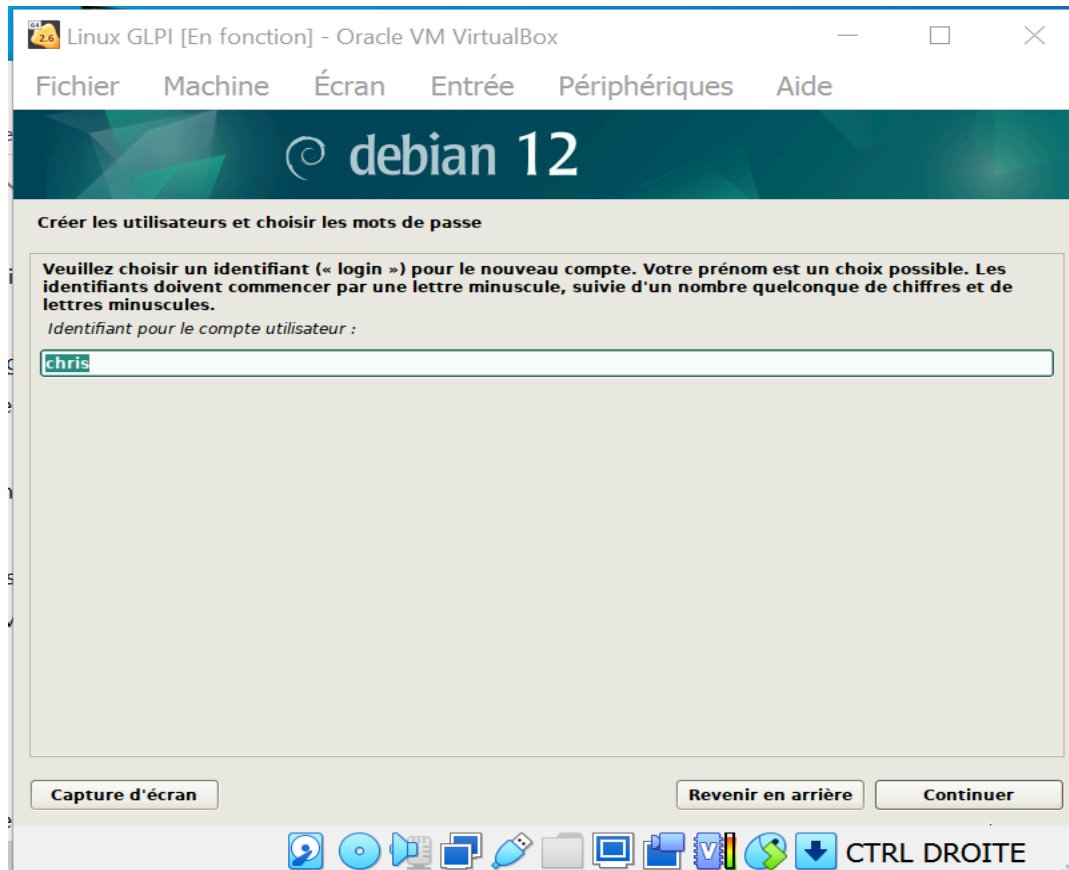 Linux GLPI [En fonction] - Oracle VM VirtualBox
Fichier Machine Écran Entrée Périphériques Aide
debian 12
Créer les utilisateurs et choisir les mots de passe
Veuillez choisir un identifiant (« login ») pour le nouveau compte. Votre prénom est un choix possible. Les
identifiants doivent commencer par une lettre minuscule, suivie d'un nombre quelconque de chiffres et de
lettres minuscules.
Identifiant pour le compte utilisateur :
chris
Capture d'écran Revenir en arrière Continuer
CTRL DROITE